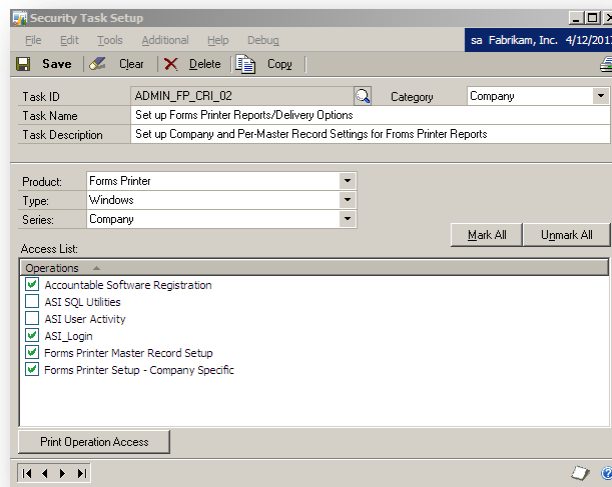 Security Task Setup
File Edit Tools Additional Help Debug
sa Fabrikam, Inc. 4/12/2017
Save Clear Delete Copy
Task ID ADMIN_FP_CRI_02 Category Company
Task Name Set up Forms Printer Reports/Delivery Options
Task Description Set up Company and Per-Master Record Settings for Froms Printer Reports
Product: Forms Printer
Type: Windows
Series: Company
Mark All Unmark All
Access List:
Operations
Accountable Software Registration
ASI SQL Utilities
ASI User Activity
ASI_Login
Forms Printer Master Record Setup
Forms Printer Setup - Company Specific
Print Operation Access